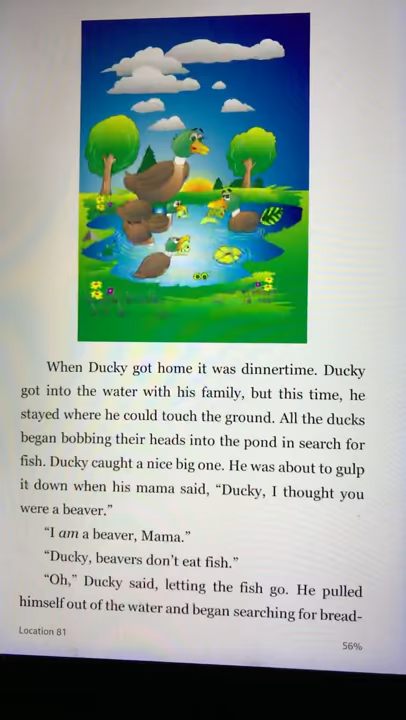 When Ducky got home it was dinnertime. Ducky
got into the water with his family, but this time, he
stayed where he could touch the ground. All the ducks
began bobbing their heads into the pond in search for
fish. Ducky caught a nice big one. He was about to gulp
it down when his mama said, “Ducky, I thought you
were a beaver.”
“I am a beaver, Mama.”
“Ducky, beavers don’t eat fish.”
“Oh,” Ducky said, letting the fish go. He pulled
himself out of the water and began searching for bread-
Location 81
56%